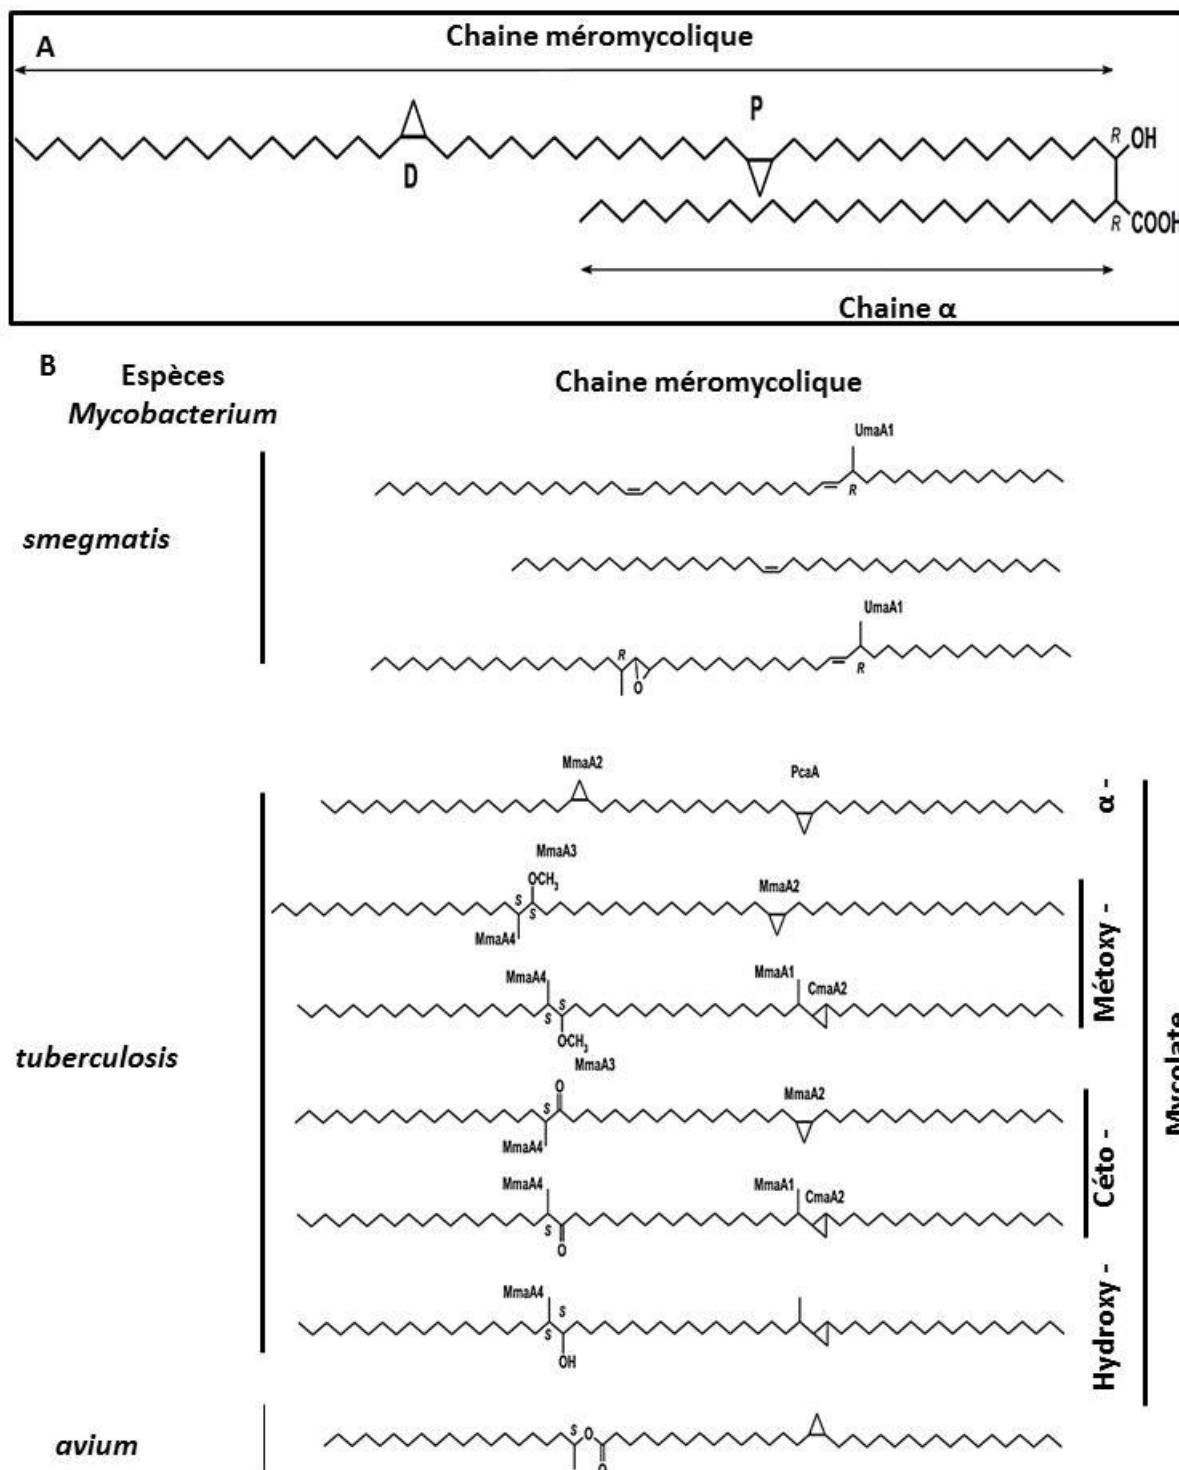 A
Chaine méromycolique
P
D
R
OH
R
COOH
Chaine α
B
Espèces
Mycobacterium
Chaine méromycolique
smegmatis
UmaA1
R
UmaA1
R
O
R
tuberculosis
MmaA2
PcaA
α -
MmaA3
OCH3
S
S
MmaA4
MmaA2
Métoxy -
MmaA4
S
S
OCH3
MmaA3
MmaA1
CmaA2
O
S
MmaA4
MmaA2
Céto -
MmaA4
S
O
MmaA1
CmaA2
MmaA4
S
S
OH
Hydroxy -
Mycolate
avium
S
O
O